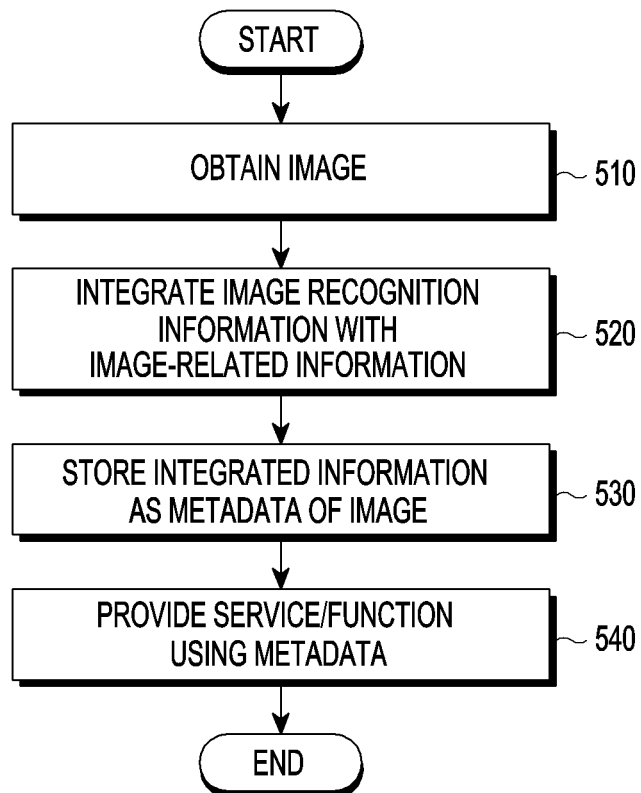 START
OBTAIN IMAGE
510
INTEGRATE IMAGE RECOGNITION
INFORMATION WITH
IMAGE-RELATED INFORMATION
520
STORE INTEGRATED INFORMATION
AS METADATA OF IMAGE
530
PROVIDE SERVICE/FUNCTION
USING METADATA
540
END